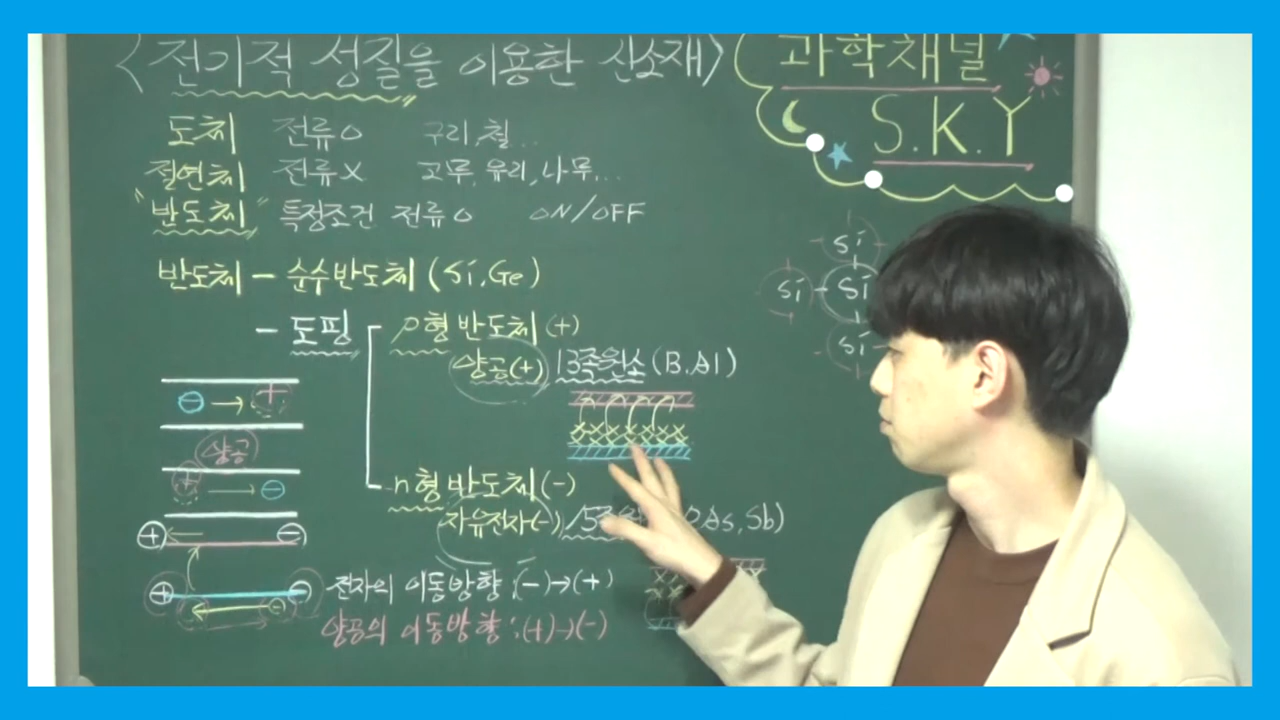 <전기적 성질을 이용한 신소재>
과학채널
S.K.Y
도체 전류O 구리, 철...
절연체 전류X 고무, 유리, 나무...
"반도체" 특정조건 전류O ON/OFF
반도체 - 순수반도체 (Si, Ge)
- 도핑
p형 반도체 (+)
양공(+) 13족원소 (B, Al)
n형 반도체 (-)
자유전자(-) 15족 As, Sb)
전자의 이동방향 : (-)→(+)
양공의 이동방향 : (+)→(-)
⊖ → +
양공
+ → ⊖
⊕ ← ⊖
⊕ ← ⊖
Si
Si - Si
Si